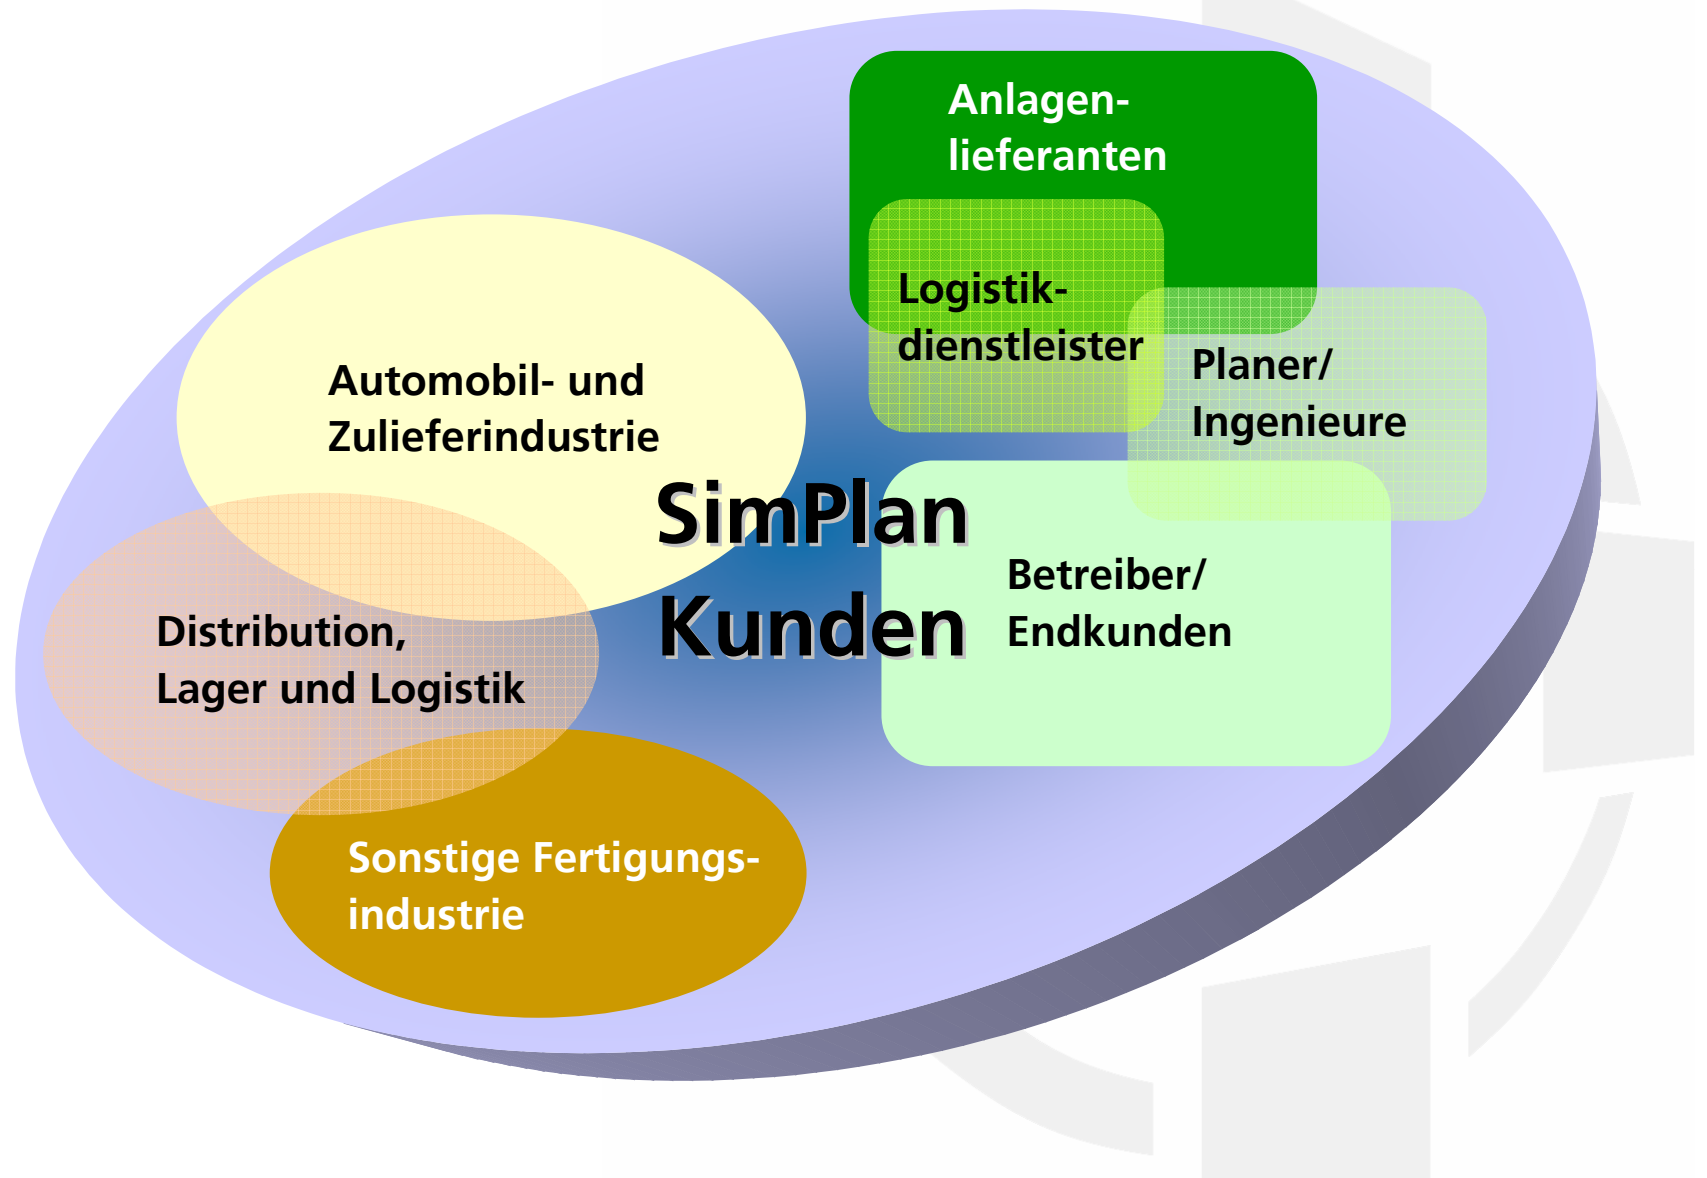 Anlagen-
lieferanten
Logistik-
dienstleister
Planer/
Ingenieure
Automobil- und
Zulieferindustrie
SimPlan
Kunden
Betreiber/
Endkunden
Distribution,
Lager und Logistik
Sonstige Fertigungs-
industrie